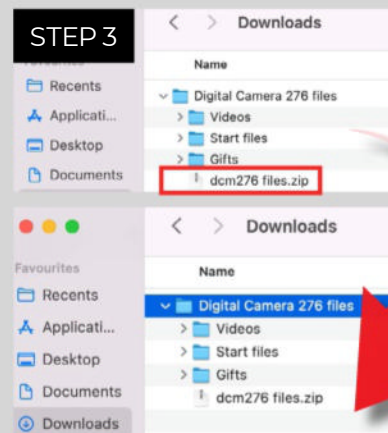 STEP 3
Downloads
Name
Recents
Digital Camera 276 files
Applicati...
Videos
Desktop
Start files
Gifts
Documents
dcm276 files.zip
Downloads
Favourites
Name
Recents
Digital Camera 276 files
Applicati...
Videos
Desktop
Start files
Gifts
Documents
dcm276 files.zip
Downloads